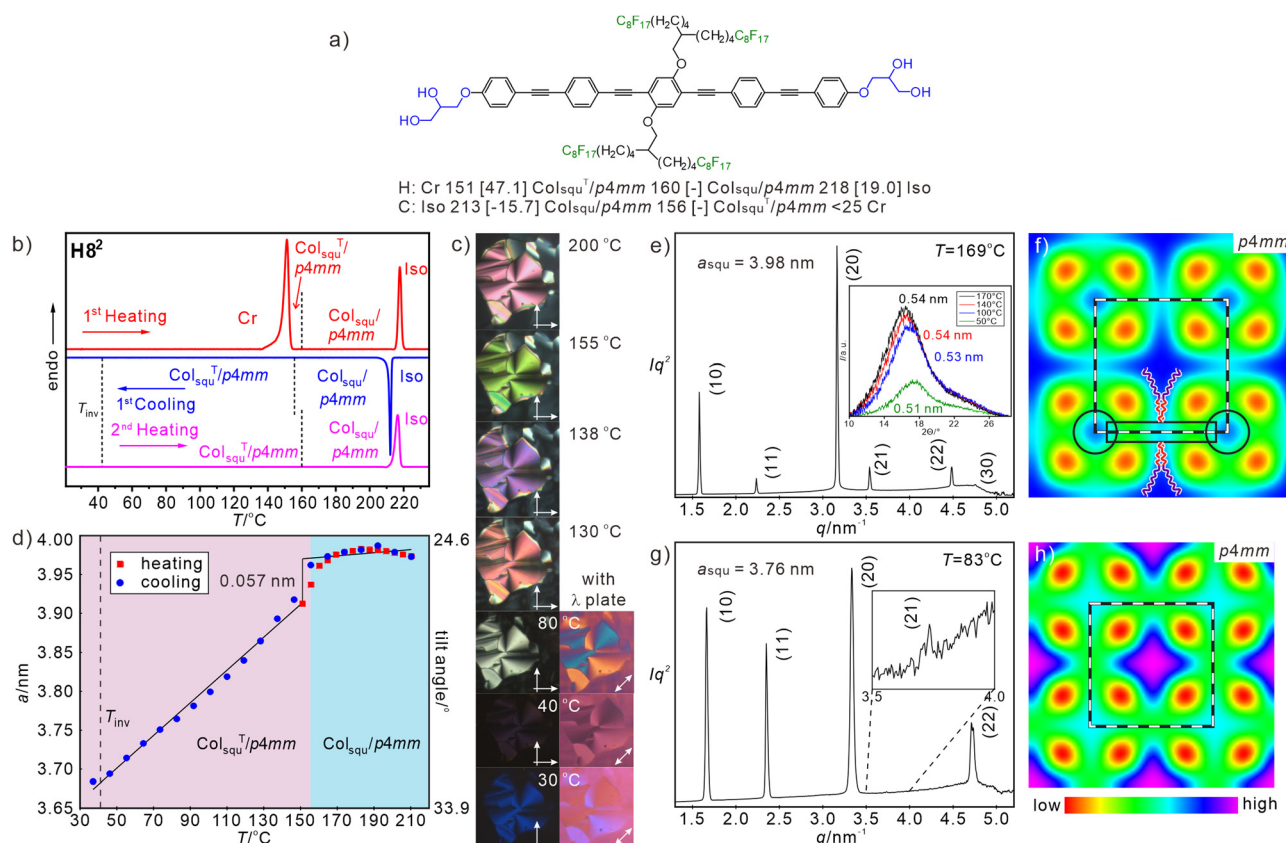 a)
C8F17(H2C)4
(CH2)4C8F17
O
OH
HO
O
O
OH
HO
O
C8F17(H2C)4
(CH2)4C8F17
H: Cr 151 [47.1] ColsquT/p4mm 160 [-] Colsqu/p4mm 218 [19.0] Iso
C: Iso 213 [-15.7] Colsqu/p4mm 156 [-] ColsquT/p4mm <25 Cr
b)
H8²
ColsquT/
p4mm
Iso
1st Heating
Cr
Colsqu/
p4mm
endo
ColsquT/p4mm
Colsqu/
p4mm
Iso
1st Cooling
Tinv
2nd Heating
Colsqu/
p4mm
Iso
ColsquT/p4mm
40 60 80 100 120 140 160 180 200 220
T/°C
c)
200 °C
155 °C
138 °C
130 °C
with
λ plate
80 °C
40 °C
30 °C
d)
heating
cooling
0.057 nm
4.00
3.95
3.90
3.85
3.80
3.75
3.70
3.65
a/nm
24.6
33.9
tilt angle/°
Tinv
ColsquT/p4mm
Colsqu/p4mm
30 50 70 90 110 130 150 170 190 210
T/°C
e)
asqu = 3.98 nm
T=169°C
(10)
(11)
(20)
(21)
(22)
(30)
Iq²
0.54 nm
170°C
140°C
100°C
50°C
0.54 nm
0.53 nm
0.51 nm
I/a.u.
10 14 18 22 26
2Θ/°
1.5 2.0 2.5 3.0 3.5 4.0 4.5 5.0
q/nm⁻¹
f)
p4mm
g)
asqu = 3.76 nm
T=83°C
(10)
(11)
(20)
(21)
(22)
3.5
4.0
Iq²
1.5 2.0 2.5 3.0 3.5 4.0 4.5 5.0
q/nm⁻¹
h)
p4mm
low
high